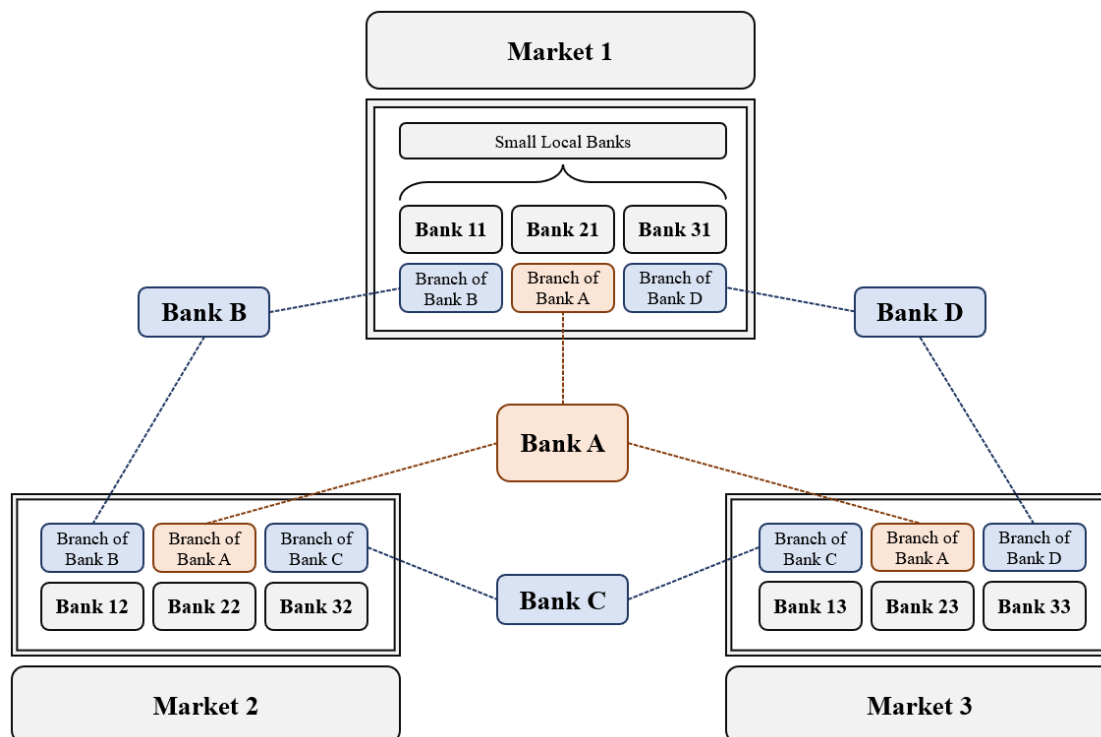 Market 1
Small Local Banks
Bank 11
Bank 21
Bank 31
Branch of
Bank B
Branch of
Bank A
Branch of
Bank D
Bank B
Bank D
Bank A
Branch of
Bank B
Branch of
Bank A
Branch of
Bank C
Bank 12
Bank 22
Bank 32
Bank C
Branch of
Bank C
Branch of
Bank A
Branch of
Bank D
Bank 13
Bank 23
Bank 33
Market 2
Market 3